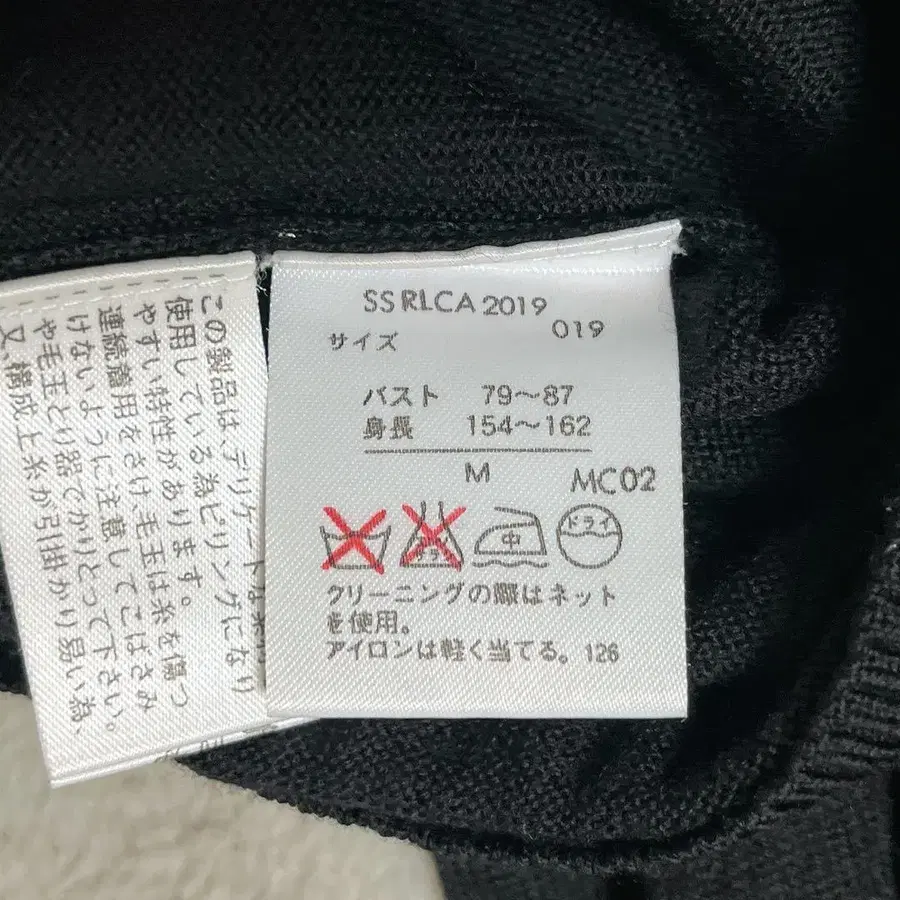 SS RLCA 2019
019
サイズ
バスト 79～87
身長 154～162
M
MC02
ドライ
中
クリーニングの際はネット
を使用。
アイロンは軽く当てる。126
この製品は、デリケートな
使用している為ピリングになり
やすい特性があります。
連続着用をさけ、毛玉は糸を傷つ
けないように注意してこばさみ
や毛玉とり器でかりとって下さい。
又、構成上糸が引掛かり易い為、